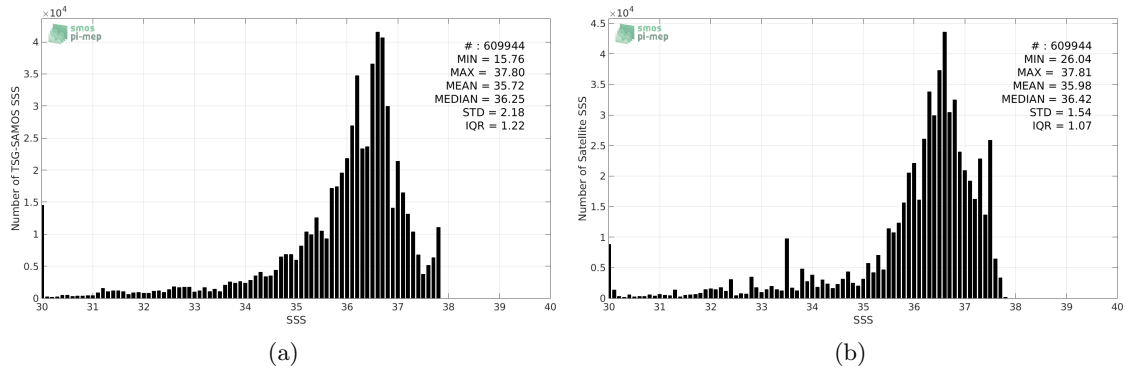 ×10⁴
smos
pi-mep
# : 609944
MIN = 15.76
MAX = 37.80
MEAN = 35.72
MEDIAN = 36.25
STD = 2.18
IQR = 1.22
4
3.5
3
2.5
2
1.5
1
0.5
0
Number of TSG-SAMOS SSS
30 31 32 33 34 35 36 37 38 39 40
SSS
(a)
×10⁴
smos
pi-mep
# : 609944
MIN = 26.04
MAX = 37.81
MEAN = 35.98
MEDIAN = 36.42
STD = 1.54
IQR = 1.07
4.5
4
3.5
3
2.5
2
1.5
1
0.5
0
Number of Satellite SSS
30 31 32 33 34 35 36 37 38 39 40
SSS
(b)